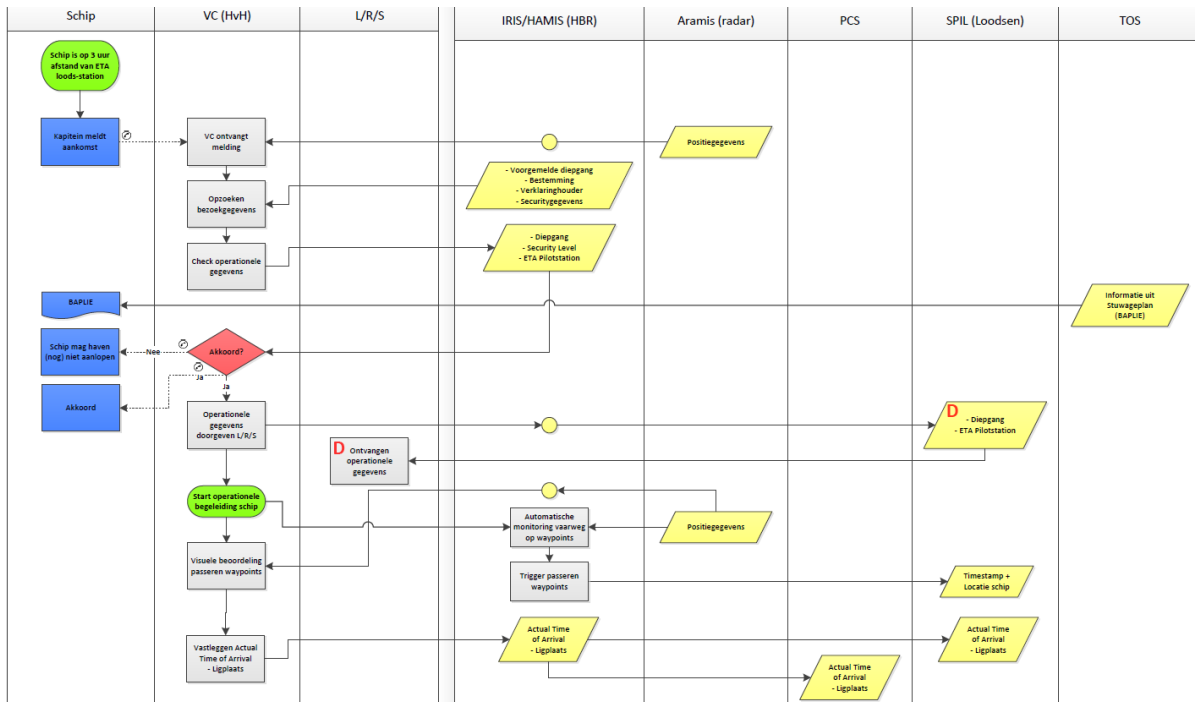 Schip
VC (HvH)
L/R/S
IRIS/HAMIS (HBR)
Aramis (radar)
PCS
SPIL (Loodsen)
TOS
Schip is op 3 uur
afstand van ETA
loods-station
Kapitein meldt
aankomst
VC ontvangt
melding
Positiegegevens
- Voorgemelde diepgang
- Bestemming
- Verklaringhouder
- Securitygegevens
Opzoeken
bezoekgegevens
Check operationele
gegevens
- Diepgang
- Security Level
- ETA Pilotstation
BAPLIE
Informatie uit
Stuwageplan
(BAPLIE)
Schip mag haven
(nog) niet aanlopen
Nee
Akkoord?
Ja
Ja
Akkoord
Operationele
gegevens
doorgeven L/R/S
D
- Diepgang
- ETA Pilotstation
D
Ontvangen
operationele
gegevens
Start operationele
begeleiding schip
Automatische
monitoring vaarweg
op waypoints
Positiegegevens
Visuele beoordeling
passeren waypoints
Trigger passeren
waypoints
Timestamp +
Locatie schip
Vastleggen Actual
Time of Arrival
- Ligplaats
Actual Time
of Arrival
- Ligplaats
Actual Time
of Arrival
- Ligplaats
Actual Time
of Arrival
- Ligplaats